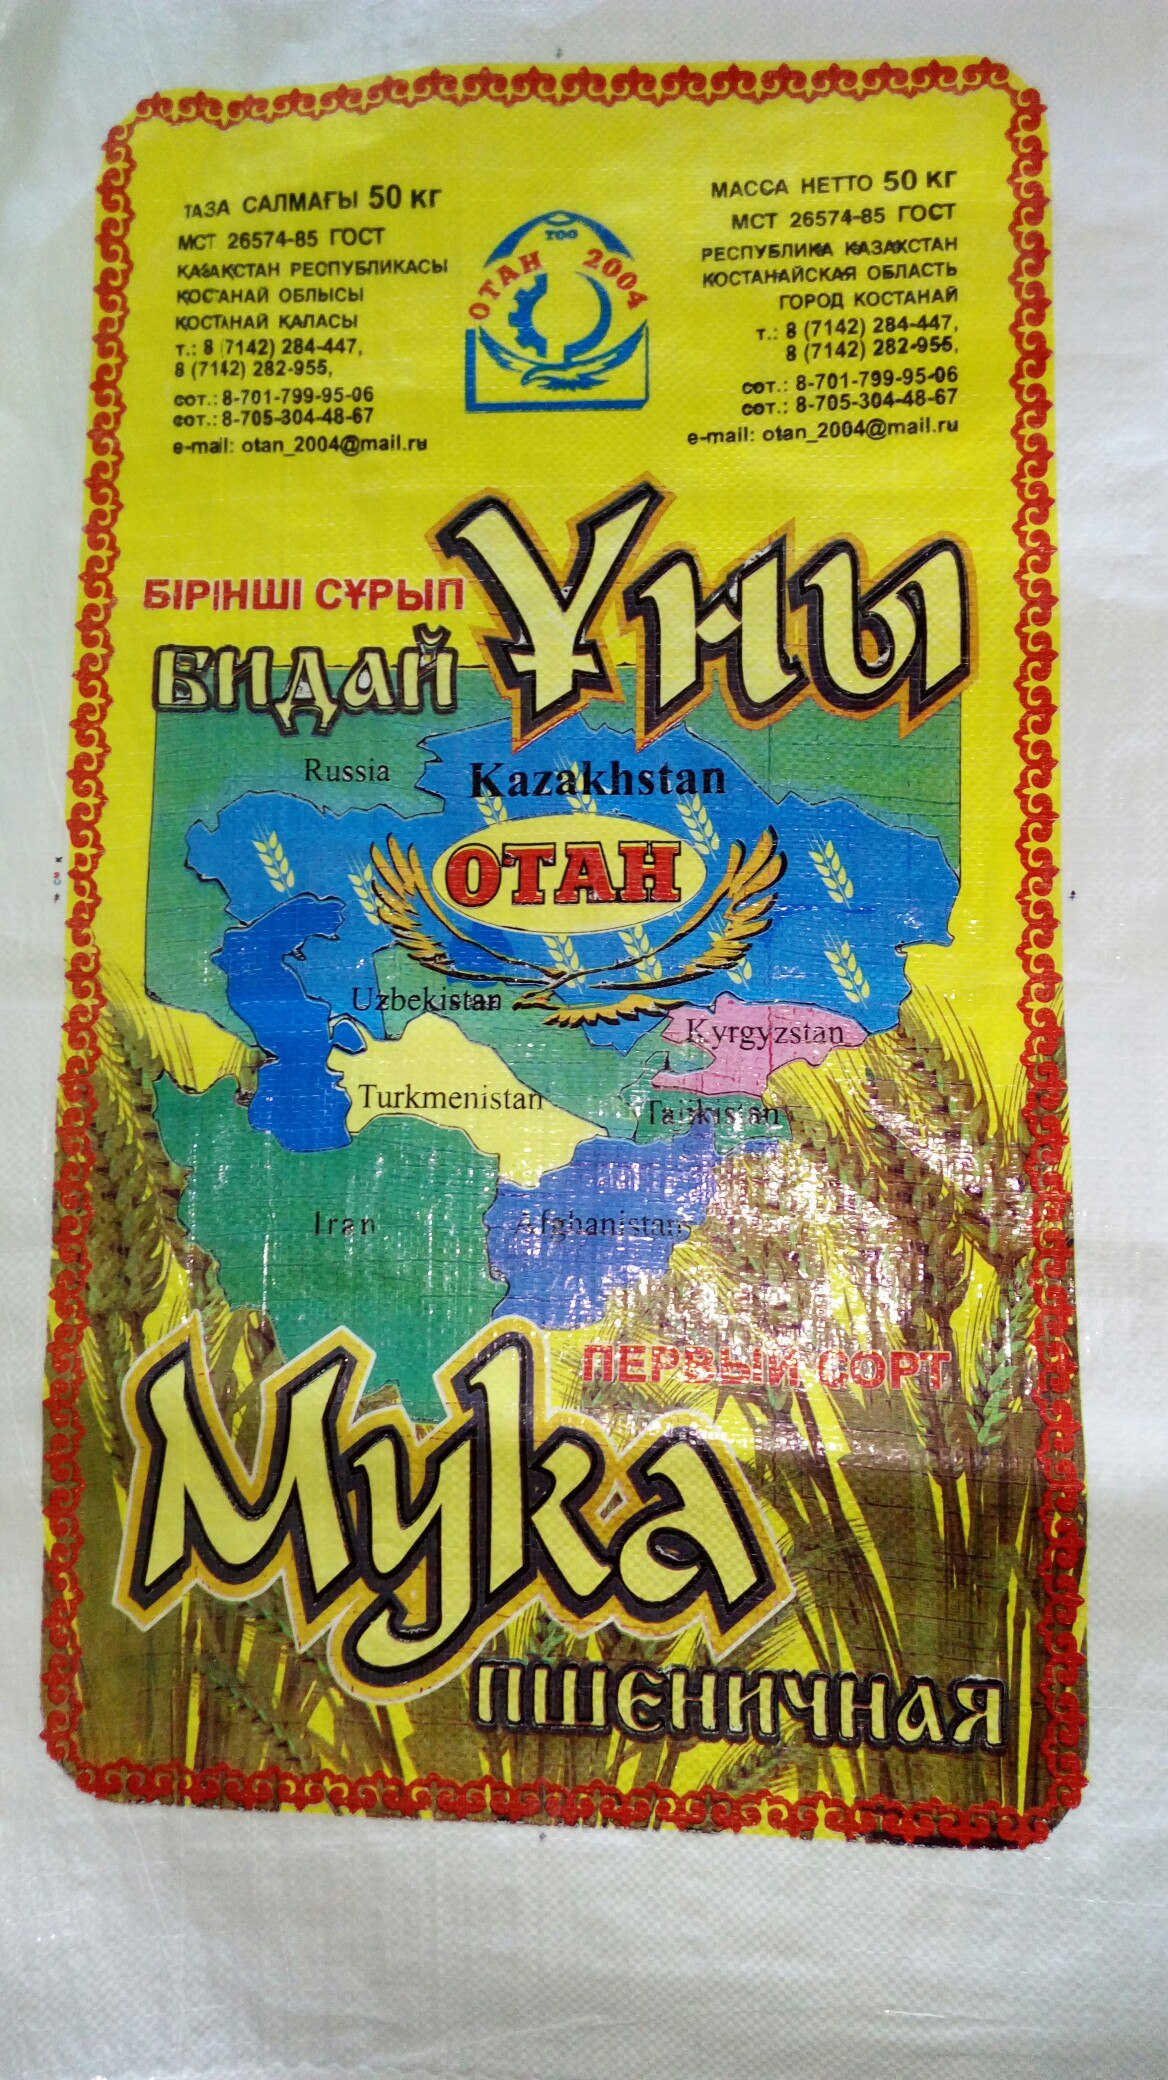 ТАЗА САЛМАҒЫ 50 КГ
МСТ 26574-85 ГОСТ
ҚАЗАҚСТАН РЕСПУБЛИКАСЫ
ҚОСТАНАЙ ОБЛЫСЫ
ҚОСТАНАЙ ҚАЛАСЫ
т.: 8 (7142) 284-447,
8 (7142) 282-955,
сот.: 8-701-799-95-06
сот.: 8-705-304-48-67
e-mail: otan_2004@mail.ru
ТОО
ОТАН 2004
МАССА НЕТТО 50 КГ
МСТ 26574-85 ГОСТ
РЕСПУБЛИКА КАЗАХСТАН
КОСТАНАЙСКАЯ ОБЛАСТЬ
ГОРОД КОСТАНАЙ
т.: 8 (7142) 284-447,
8 (7142) 282-955,
сот.: 8-701-799-95-06
сот.: 8-705-304-48-67
e-mail: otan_2004@mail.ru
БІРІНШІ СҰРЫП
БИДАЙ ҰНЫ
Russia
Kazakhstan
ОТАН
Uzbekistan
Kyrgyzstan
Turkmenistan
Tajikistan
Iran
Afghanistan
ПЕРВЫЙ СОРТ
Мука
пшеничная